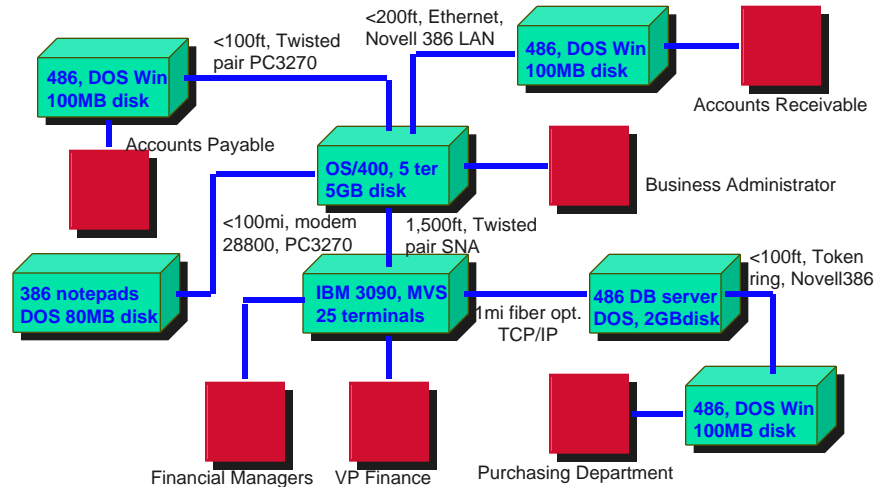 <100ft, Twisted
pair PC3270
<200ft, Ethernet,
Novell 386 LAN
486, DOS Win
100MB disk
486, DOS Win
100MB disk
Accounts Receivable
Accounts Payable
OS/400, 5 ter
5GB disk
Business Administrator
<100mi, modem
28800, PC3270
1,500ft, Twisted
pair SNA
<100ft, Token
ring, Novell386
386 notepads
DOS 80MB disk
IBM 3090, MVS
25 terminals
1mi fiber opt.
TCP/IP
486 DB server
DOS, 2GBdisk
486, DOS Win
100MB disk
Financial Managers
VP Finance
Purchasing Department